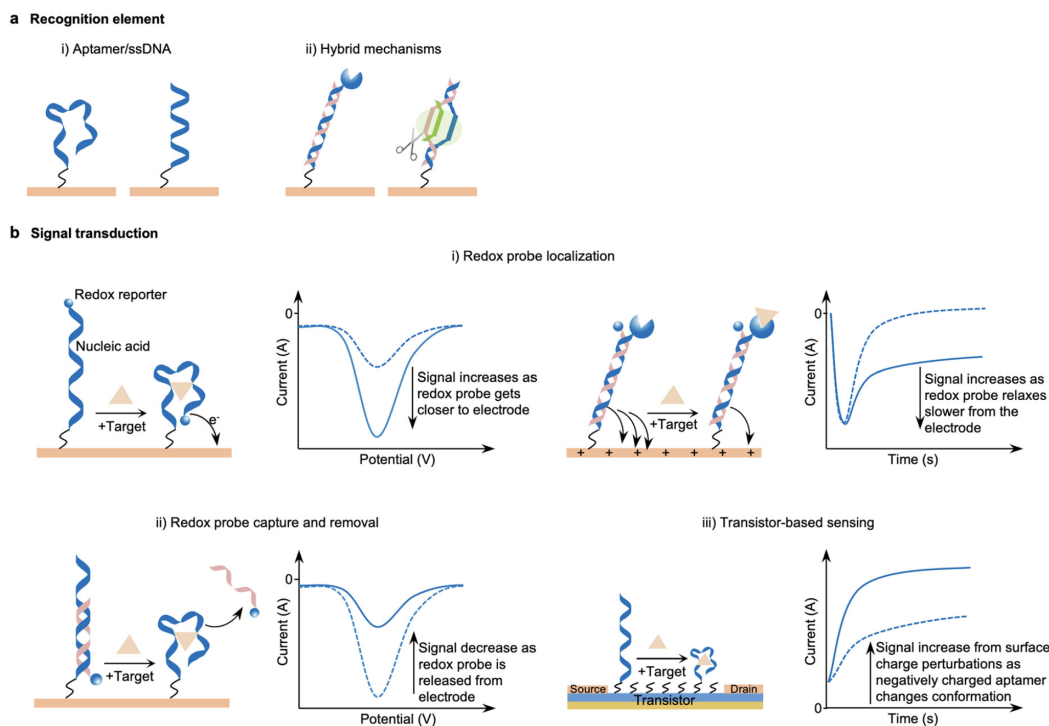 a Recognition element
i) Aptamer/ssDNA
ii) Hybrid mechanisms
b Signal transduction
i) Redox probe localization
Redox reporter
Nucleic acid
+Target
e-
0
Current (A)
Signal increases as
redox probe gets
closer to electrode
Potential (V)
+Target
+ + + + + + +
0
Current (A)
Signal increases as
redox probe relaxes
slower from the
electrode
Time (s)
ii) Redox probe capture and removal
+Target
0
Current (A)
Signal decrease as
redox probe is
released from
electrode
Potential (V)
iii) Transistor-based sensing
+Target
Source
Drain
Transistor
Current (A)
0
Signal increase from surface
charge perturbations as
negatively charged aptamer
changes conformation
Time (s)